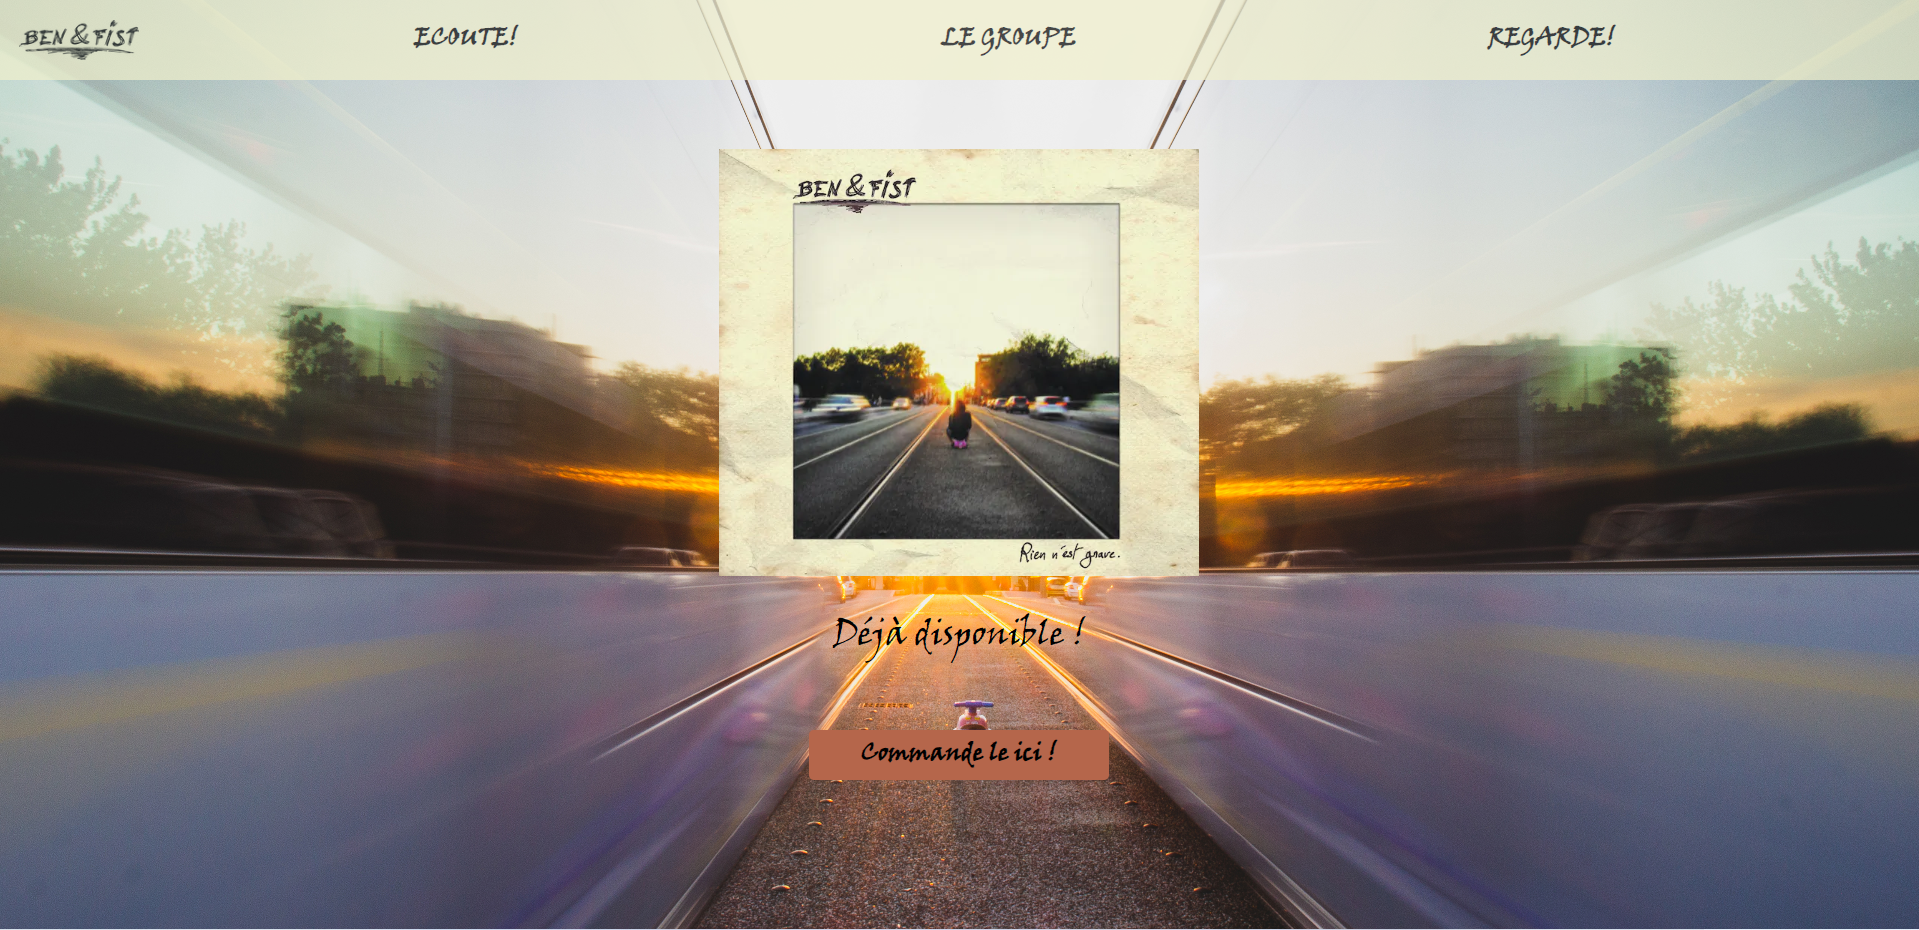 BEN & FIST
ECOUTE!
LE GROUPE
REGARDE!
BEN & FIST
Rien n'est grave.
Déjà disponible !
Commande le ici !